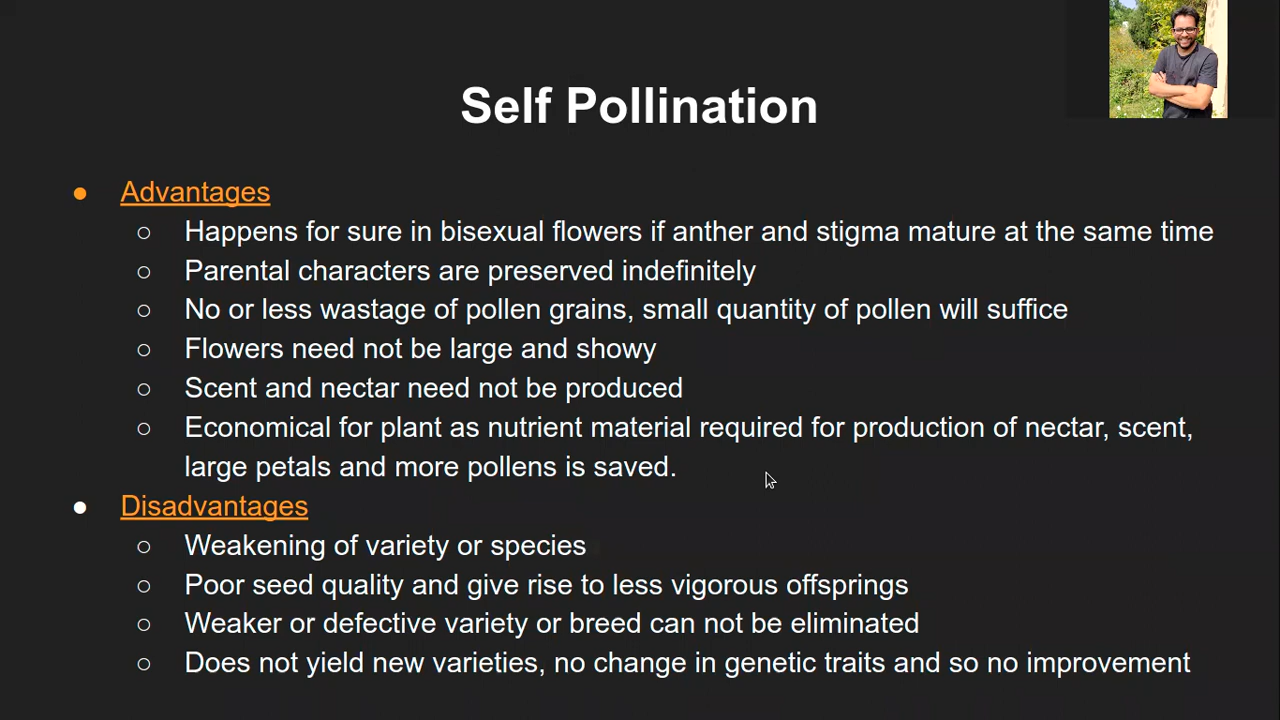 Self Pollination
● Advantages
○ Happens for sure in bisexual flowers if anther and stigma mature at the same time
○ Parental characters are preserved indefinitely
○ No or less wastage of pollen grains, small quantity of pollen will suffice
○ Flowers need not be large and showy
○ Scent and nectar need not be produced
○ Economical for plant as nutrient material required for production of nectar, scent,
large petals and more pollens is saved.
● Disadvantages
○ Weakening of variety or species
○ Poor seed quality and give rise to less vigorous offsprings
○ Weaker or defective variety or breed can not be eliminated
○ Does not yield new varieties, no change in genetic traits and so no improvement